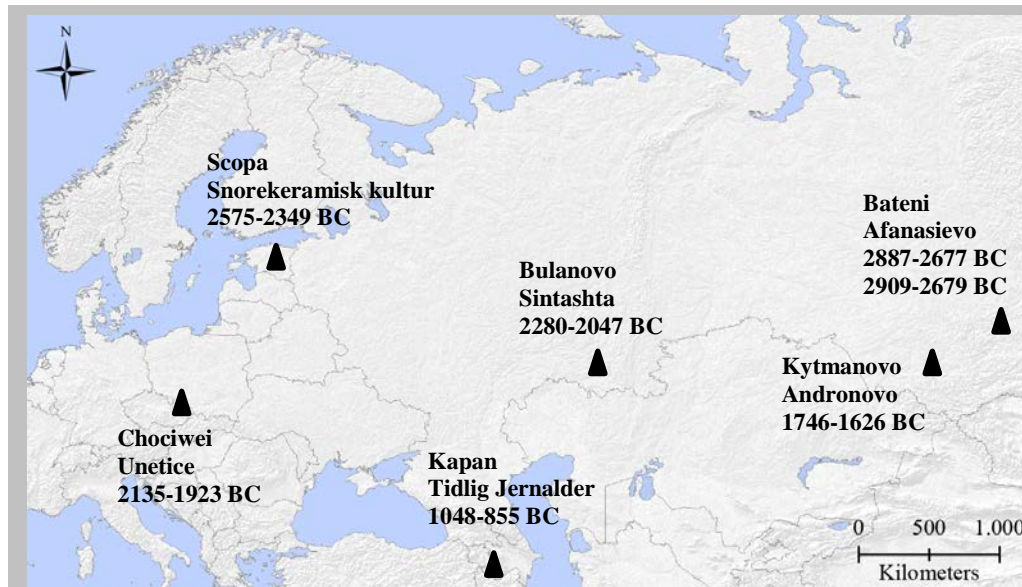 N
Scopa
Snorekeramisk kultur
2575-2349 BC
Bateni
Afanasievo
2887-2677 BC
2909-2679 BC
Bulanovo
Sintashta
2280-2047 BC
Kytmanovo
Andronovo
1746-1626 BC
Chociwei
Unetice
2135-1923 BC
Kapan
Tidlig Jernalder
1048-855 BC
0 500 1.000
Kilometers